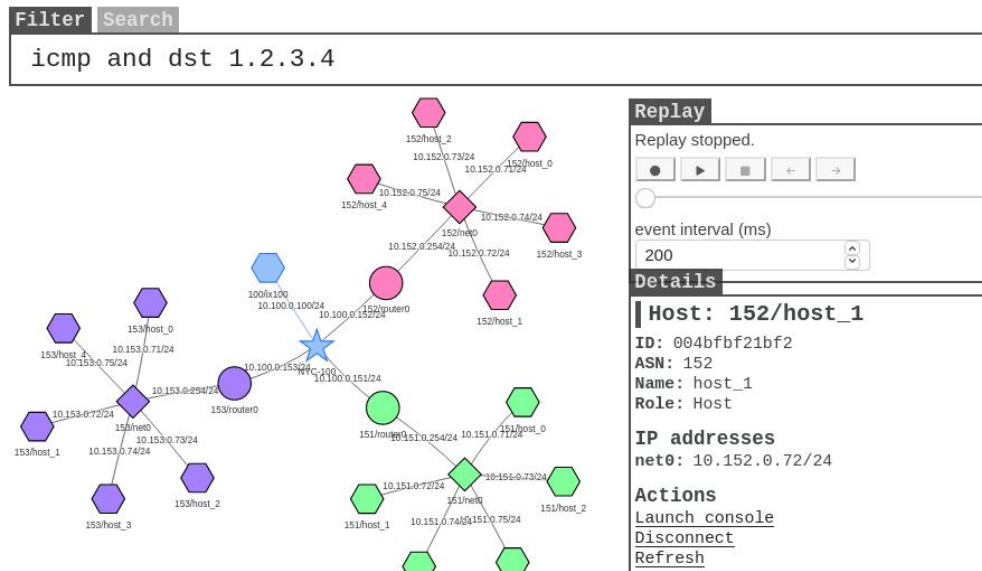 Filter Search
icmp and dst 1.2.3.4
152/host_2
10.152.0.73/24
152/host_0
10.152.0.71/24
10.152.0.75/24
152/host_4
10.152.0.74/24
152/net0
152/host_3
10.152.0.254/24
10.152.0.72/24
100/ix100
10.100.0.100/24
152/router0
10.100.0.152/24
152/host_1
153/host_0
153/host_4
10.153.0.71/24
10.153.0.75/24
10.100.0.153/24
NYC-100
10.100.0.151/24
10.153.0.254/24
153/router0
10.153.0.72/24
153/net0
153/host_1
10.153.0.73/24
10.153.0.74/24
153/host_2
153/host_3
151/router0
10.151.0.254/24
10.151.0.71/24
151/host_0
10.151.0.73/24
10.151.0.72/24
151/net0
151/host_2
151/host_1
10.151.0.74/24
10.151.0.75/24
Replay
Replay stopped.
event interval (ms)
200
Details
Host: 152/host_1
ID: 004bfbf21bf2
ASN: 152
Name: host_1
Role: Host
IP addresses
net0: 10.152.0.72/24
Actions
Launch console
Disconnect
Refresh